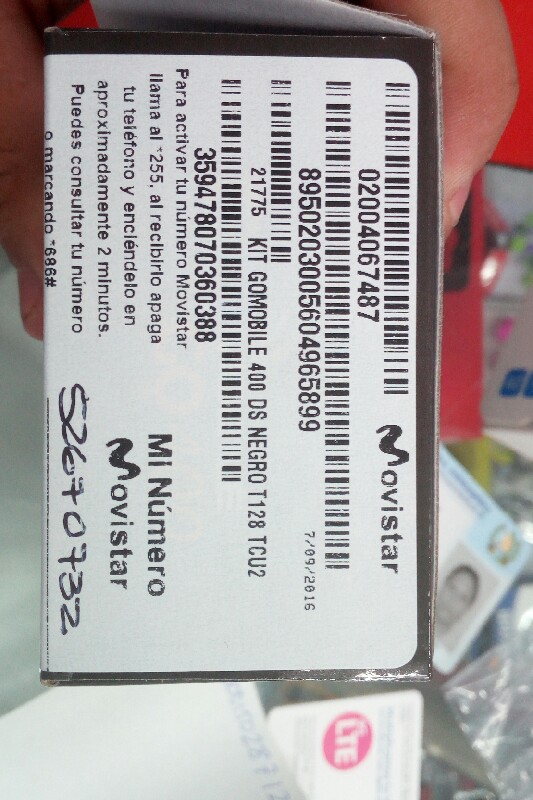 02004067487
Movistar
8950203005604965899
7/09/2016
21775 KIT GOMOBILE 400 DS NEGRO T128 TCU2
359478070360388
Para activar tu número Movistar
llama al *255, al recibirlo apaga
tu teléfono y enciéndelo en
aproximadamente 2 minutos.
Puedes consultar tu número
o marcando *686#
Mi Número
Movistar
52670732
LTE